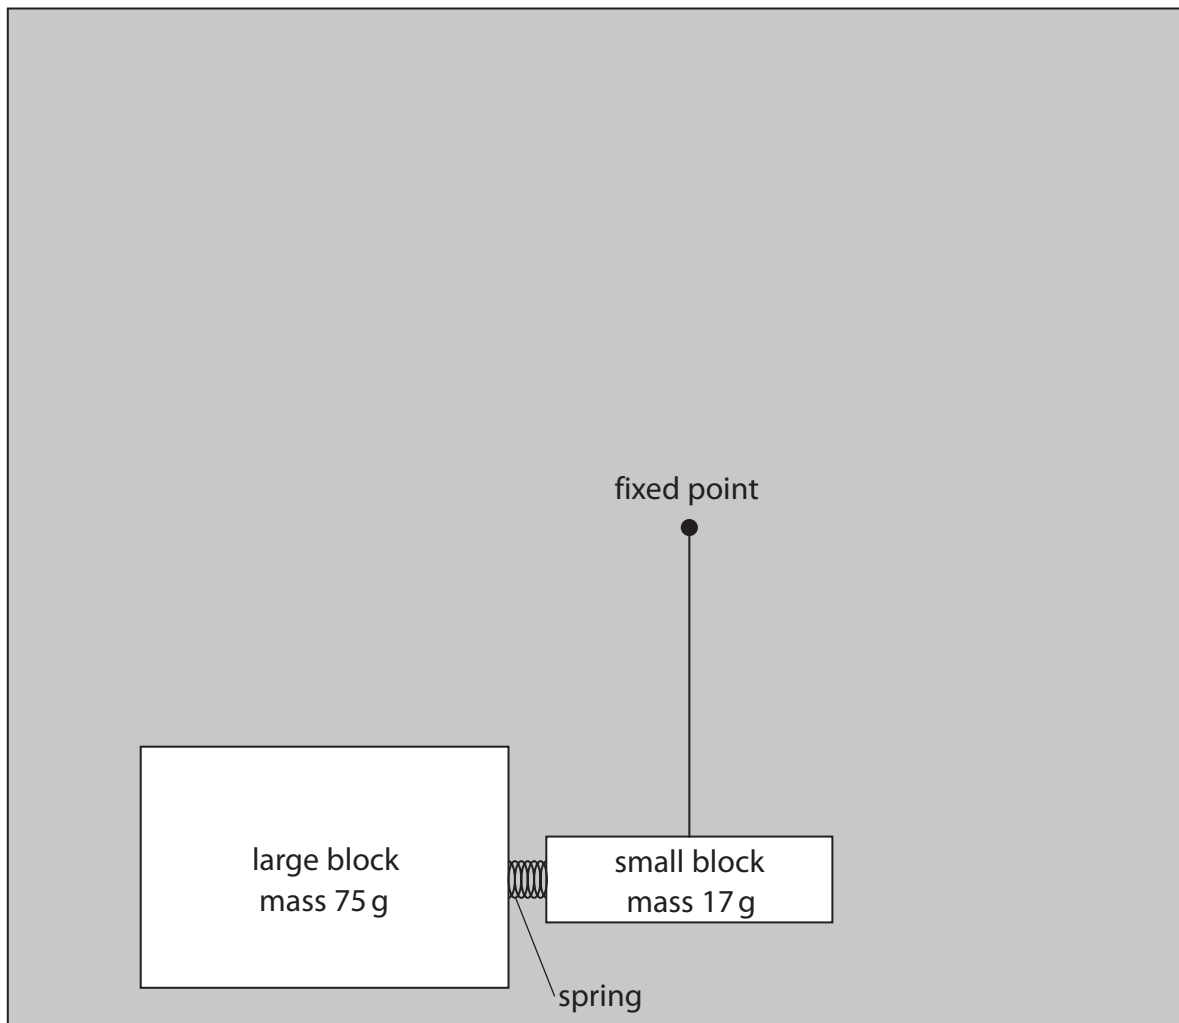 fixed point
large block
mass 75 g
small block
mass 17 g
spring